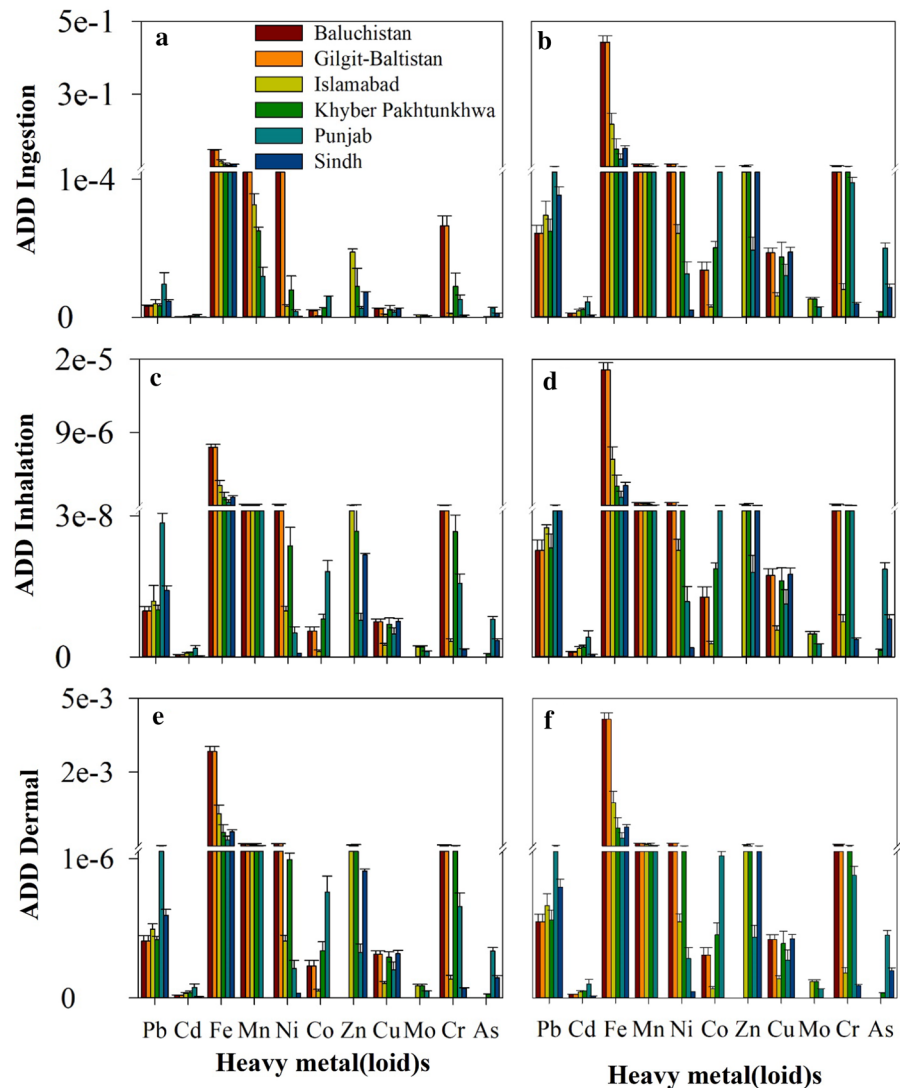 a
b
Baluchistan
Gilgit-Baltistan
Islamabad
Khyber Pakhtunkhwa
Punjab
Sindh
ADD Ingestion
5e-1
3e-1
1e-4
0
c
d
ADD Inhalation
2e-5
9e-6
3e-8
0
e
f
ADD Dermal
5e-3
2e-3
1e-6
0
Pb Cd Fe Mn Ni Co Zn Cu Mo Cr As
Pb Cd Fe Mn Ni Co Zn Cu Mo Cr As
Heavy metal(loid)s
Heavy metal(loid)s